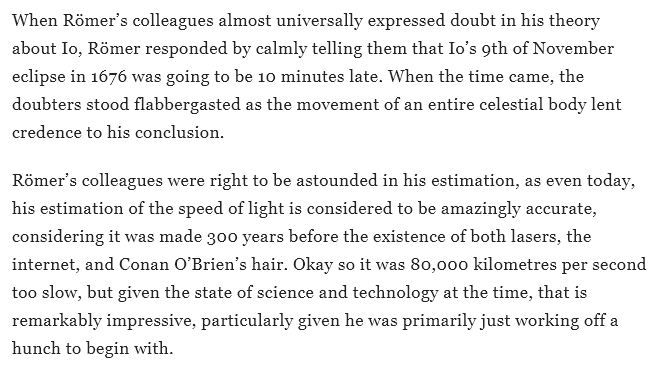 When Römer’s colleagues almost universally expressed doubt in his theory
about Io, Römer responded by calmly telling them that Io’s 9th of November
eclipse in 1676 was going to be 10 minutes late. When the time came, the
doubters stood flabbergasted as the movement of an entire celestial body lent
credence to his conclusion.
Römer’s colleagues were right to be astounded in his estimation, as even today,
his estimation of the speed of light is considered to be amazingly accurate,
considering it was made 300 years before the existence of both lasers, the
internet, and Conan O’Brien’s hair. Okay so it was 80,000 kilometres per second
too slow, but given the state of science and technology at the time, that is
remarkably impressive, particularly given he was primarily just working off a
hunch to begin with.